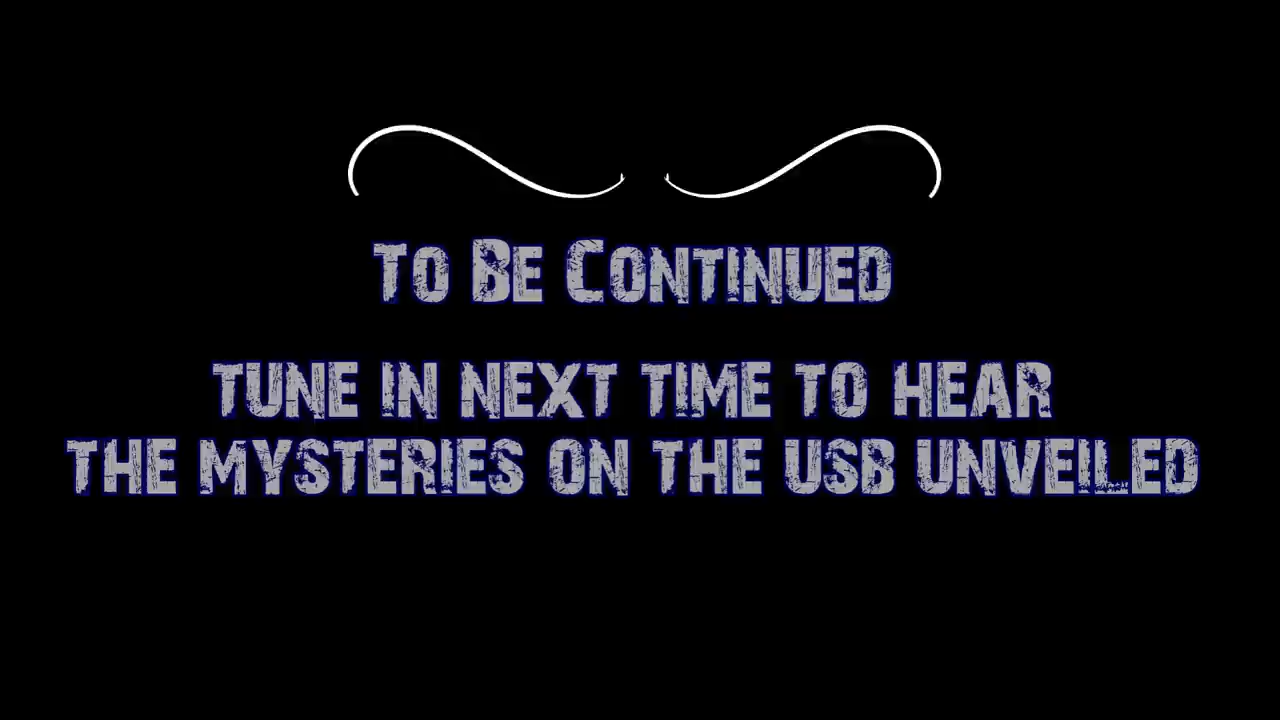 To Be Continued
TUNE IN NEXT TIME TO HEAR
THE MYSTERIES ON THE USB UNVEILED